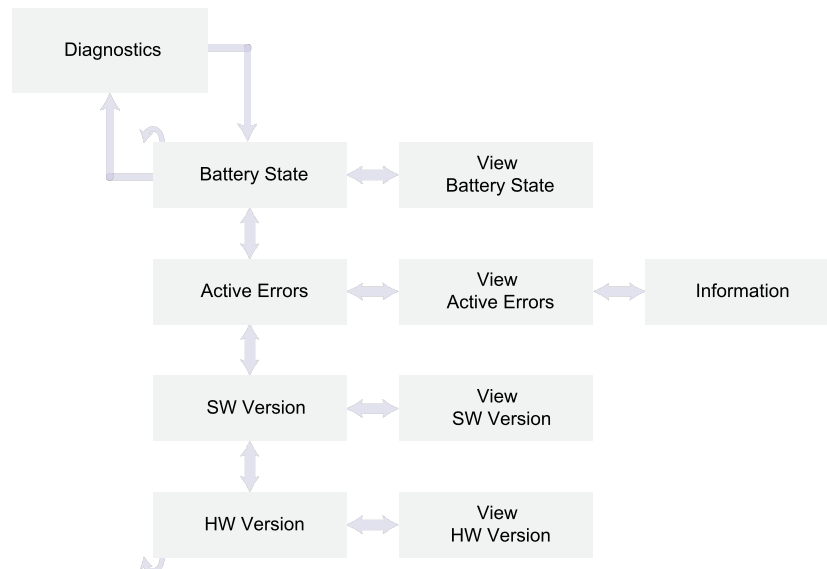 Diagnostics
Battery State
View
Battery State
Active Errors
View
Active Errors
Information
SW Version
View
SW Version
HW Version
View
HW Version